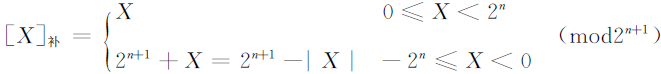 [X]补 = { X 0 ≤ X < 2ⁿ
2ⁿ⁺¹ + X = 2ⁿ⁺¹ - | X | - 2ⁿ ≤ X < 0 (mod2ⁿ⁺¹)